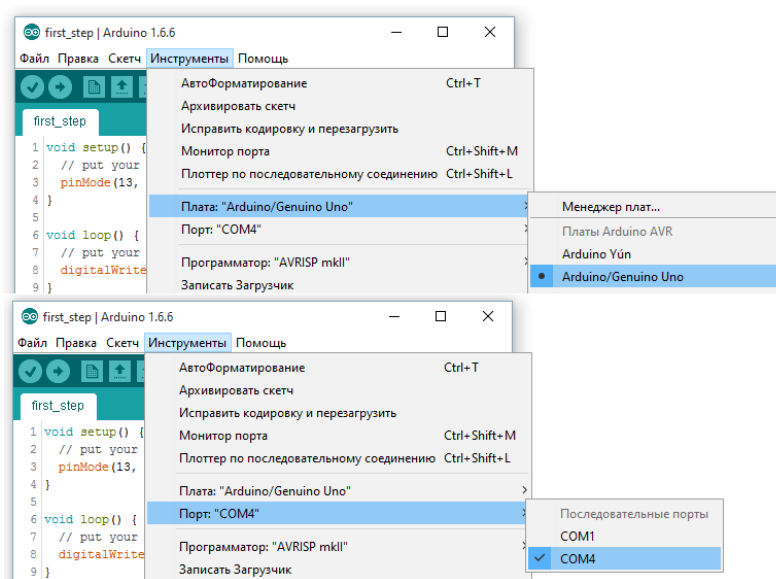 first_step | Arduino 1.6.6
Файл Правка Скетч Инструменты Помощь
АвтоФорматирование Ctrl+T
Архивировать скетч
Исправить кодировку и перезагрузить
Монитор порта Ctrl+Shift+M
Плоттер по последовательному соединению Ctrl+Shift+L
Плата: "Arduino/Genuino Uno"
Порт: "COM4"
Программатор: "AVRISP mkII"
Записать Загрузчик
Менеджер плат...
Платы Arduino AVR
Arduino Yún
Arduino/Genuino Uno
first_step
1 void setup() {
2 // put your
3 pinMode(13,
4 }
5
6 void loop() {
7 // put your
8 digitalWrite
9 }
first_step | Arduino 1.6.6
Файл Правка Скетч Инструменты Помощь
АвтоФорматирование Ctrl+T
Архивировать скетч
Исправить кодировку и перезагрузить
Монитор порта Ctrl+Shift+M
Плоттер по последовательному соединению Ctrl+Shift+L
Плата: "Arduino/Genuino Uno"
Порт: "COM4"
Программатор: "AVRISP mkII"
Записать Загрузчик
Последовательные порты
COM1
COM4
first_step
1 void setup() {
2 // put your
3 pinMode(13,
4 }
5
6 void loop() {
7 // put your
8 digitalWrite
9 }